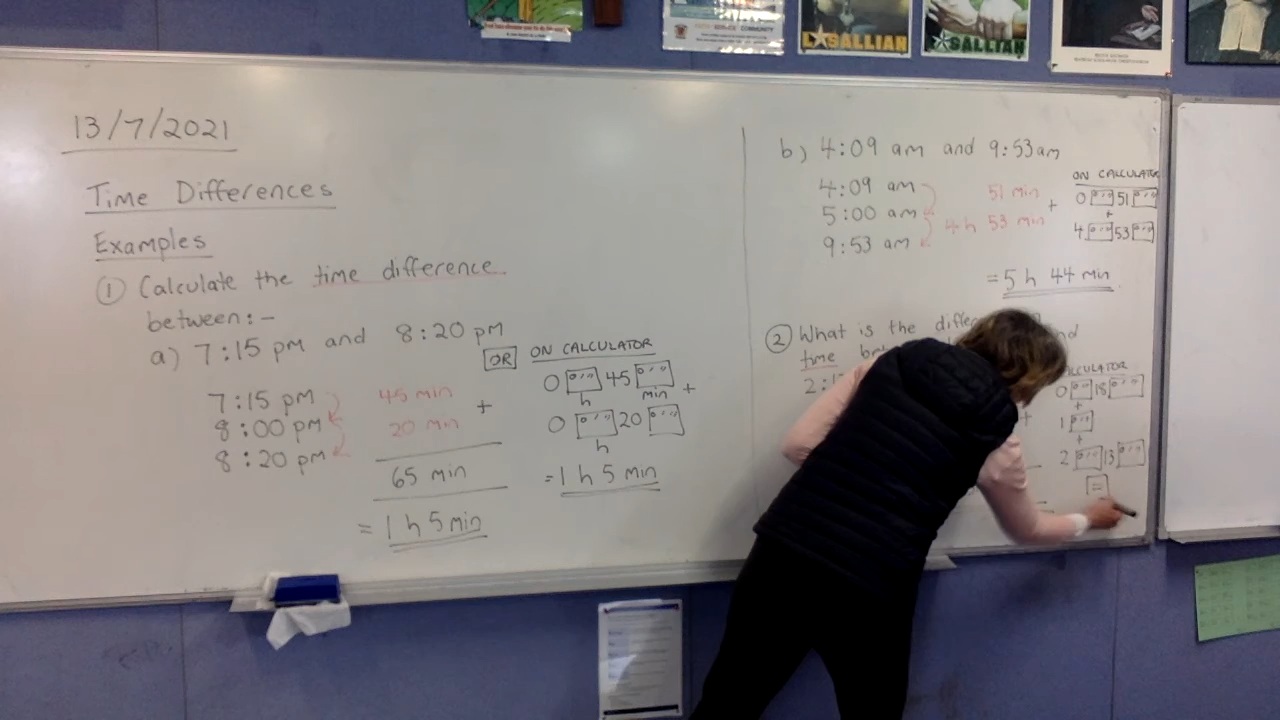 LASALLIAN
SALLIAN
13/7/2021
Time Differences
Examples
① Calculate the time difference
between:-
a) 7:15 pm and 8:20 pm
7:15 pm 45 min
8:00 pm 20 min +
8:20 pm
65 min
= 1 h 5 min
OR ON CALCULATOR
0 [° ' "] 45 [° ' "] +
h min
0 [° ' "] 20 [° ' "]
h
= 1 h 5 min
b) 4:09 am and 9:53 am
4:09 am 51 min +
5:00 am 4 h 53 min
9:53 am
ON CALCULATOR
0 [° ' "] 51 [° ' "]
+
4 [° ' "] 53 [° ' "]
= 5 h 44 min
② What is the
time
2:
+
0 [° ' "] 18 [° ' "]
+
1 [° ' "]
+
2 [° ' "] 13 [° ' "]
[=]